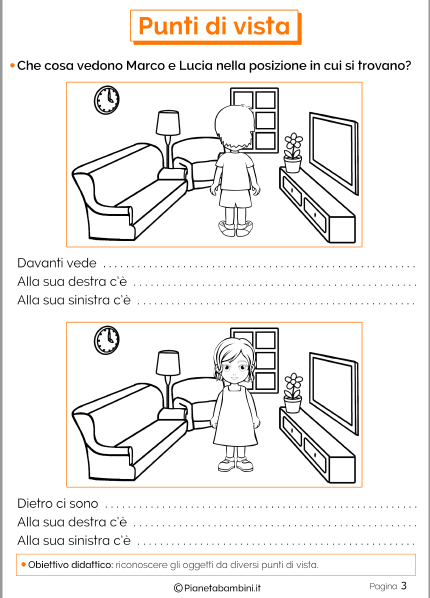 Punti di vista
Che cosa vedono Marco e Lucia nella posizione in cui si trovano?
Davanti vede ........................................................
Alla sua destra c'è ..................................................
Alla sua sinistra c'è .................................................
Dietro ci sono .......................................................
Alla sua destra c'è ..................................................
Alla sua sinistra c'è .................................................
Obiettivo didattico: riconoscere gli oggetti da diversi punti di vista.
©Pianetabambini.it
Pagina 3